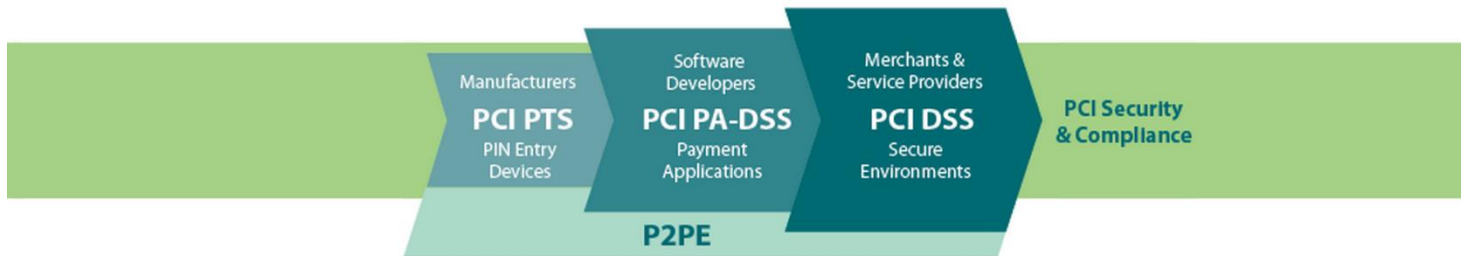 Manufacturers
PCI PTS
PIN Entry
Devices
Software
Developers
PCI PA-DSS
Payment
Applications
Merchants &
Service Providers
PCI DSS
Secure
Environments
PCI Security
& Compliance
P2PE